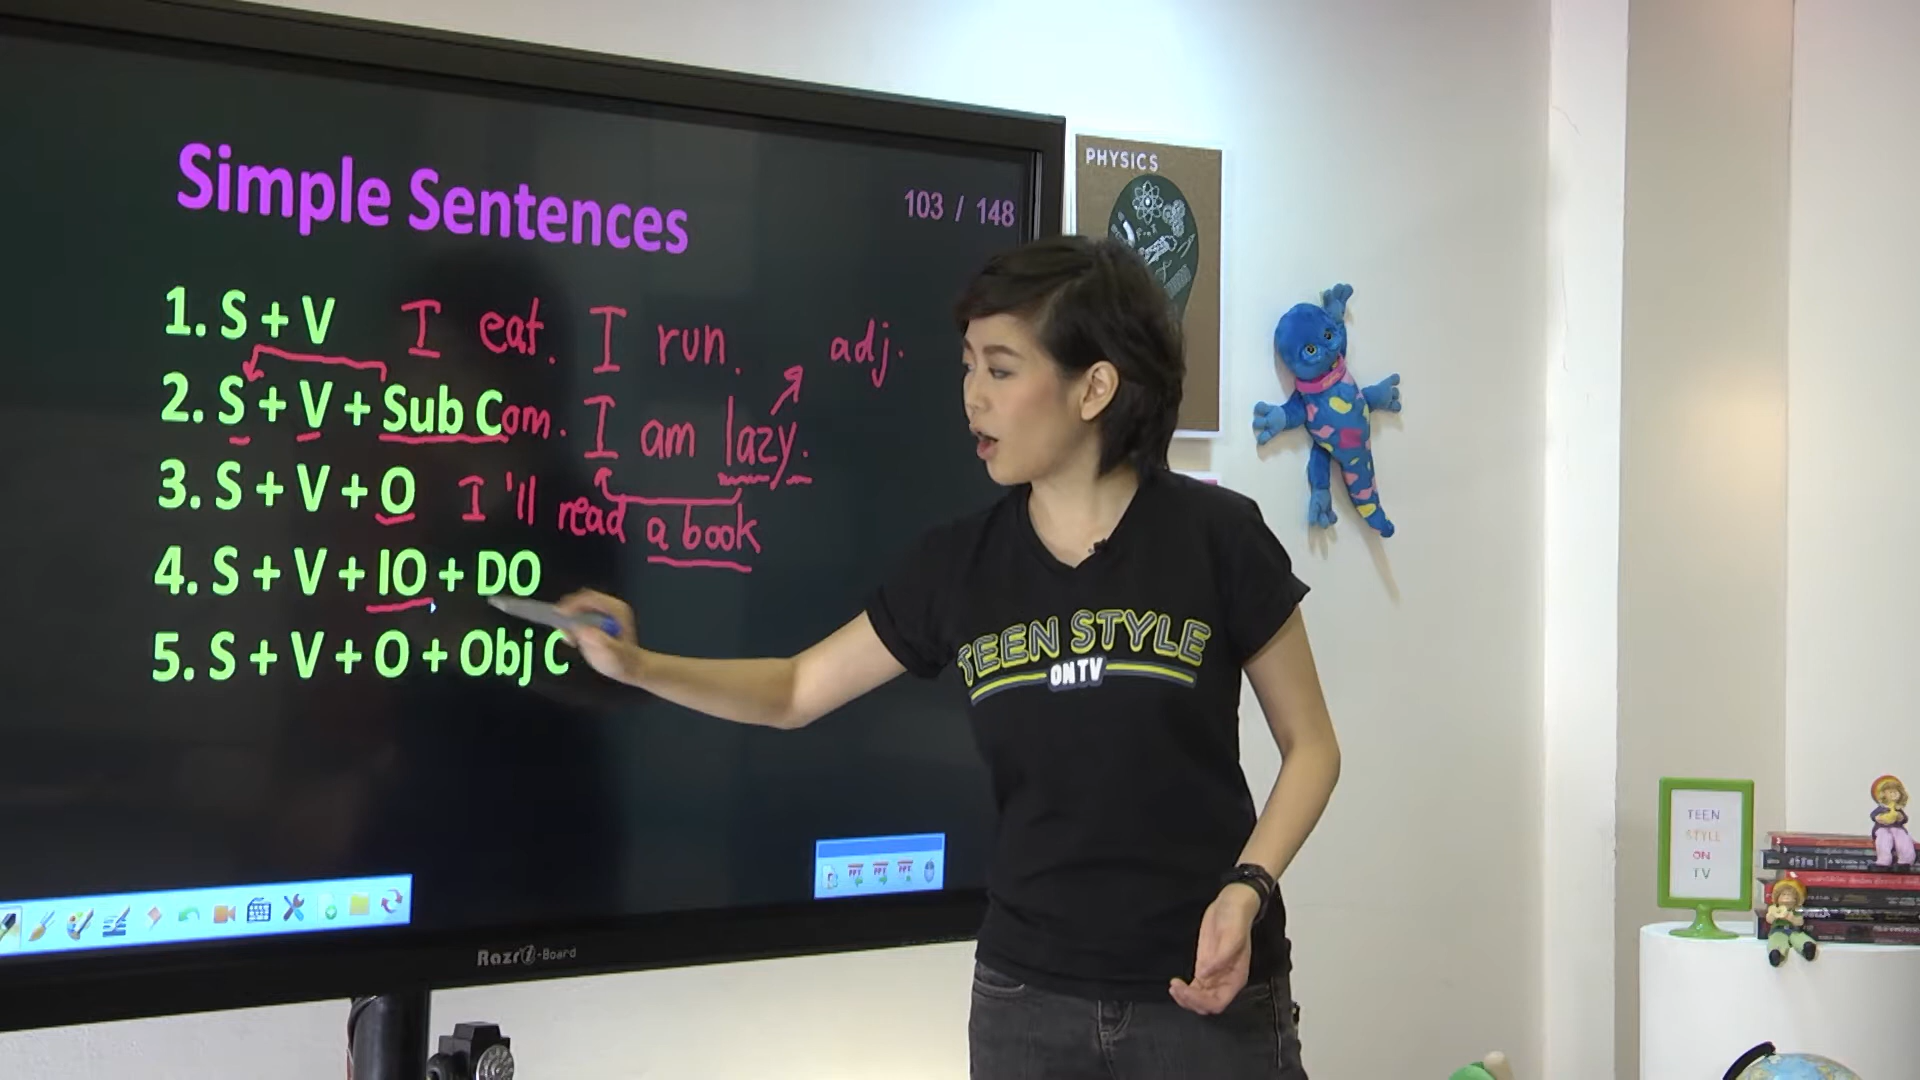 Simple Sentences
103 / 148
1. S + V I eat. I run. adj.
2. S + V + Sub Com. I am lazy.
3. S + V + O I'll read a book
4. S + V + IO + DO
5. S + V + O + Obj C
Razri-Board
PHYSICS
TEEN STYLE
ON TV
TEEN
STYLE
ON
TV